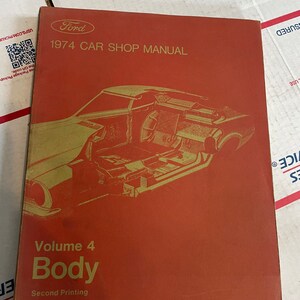 Ford
1974 CAR SHOP MANUAL
Volume 4
Body
Second Printing